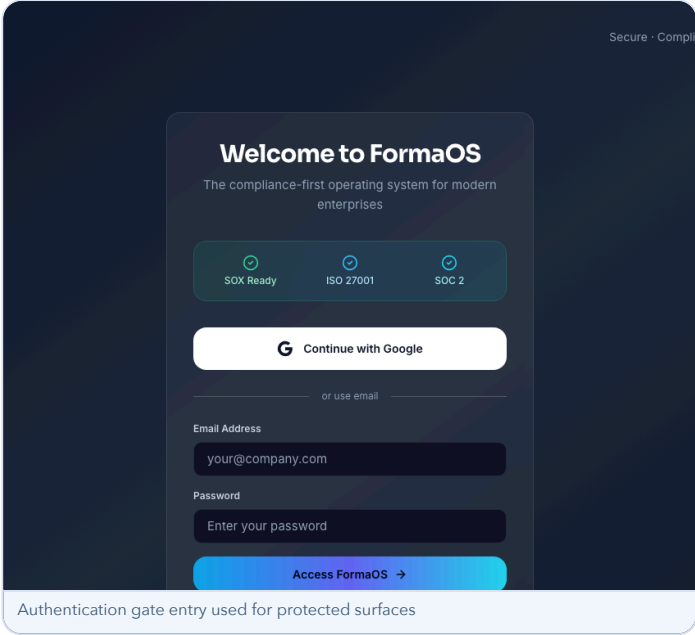 Secure · Compli
Welcome to FormaOS
The compliance-first operating system for modern
enterprises
SOX Ready
ISO 27001
SOC 2
Continue with Google
or use email
Email Address
your@company.com
Password
Enter your password
Access FormaOS →
Authentication gate entry used for protected surfaces